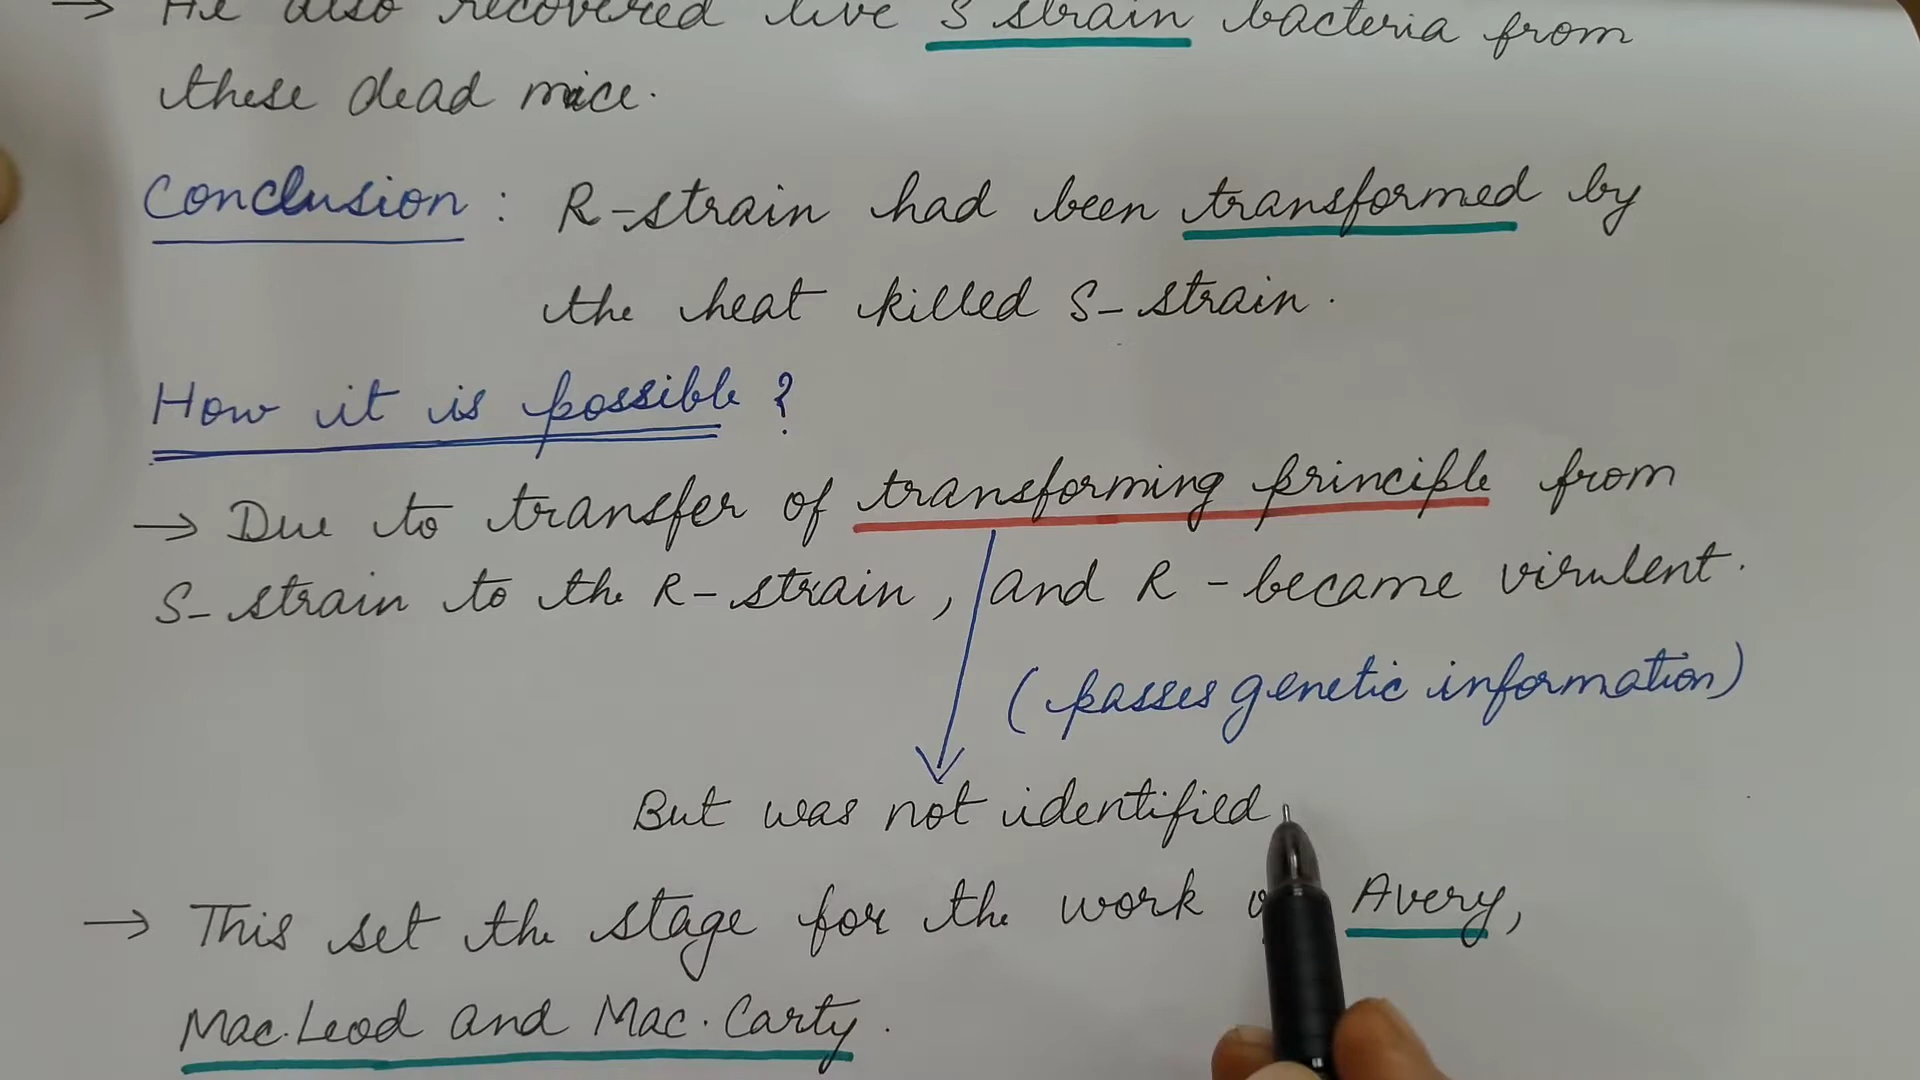 → He also recovered live S strain bacteria from
these dead mice.
Conclusion : R-strain had been transformed by
the heat killed S-strain.
How it is possible ?
→ Due to transfer of transforming principle from
S-strain to the R-strain, and R-became virulent.
(passes genetic information)
But was not identified
→ This set the stage for the work Avery,
Mac.Leod and Mac.Carty.